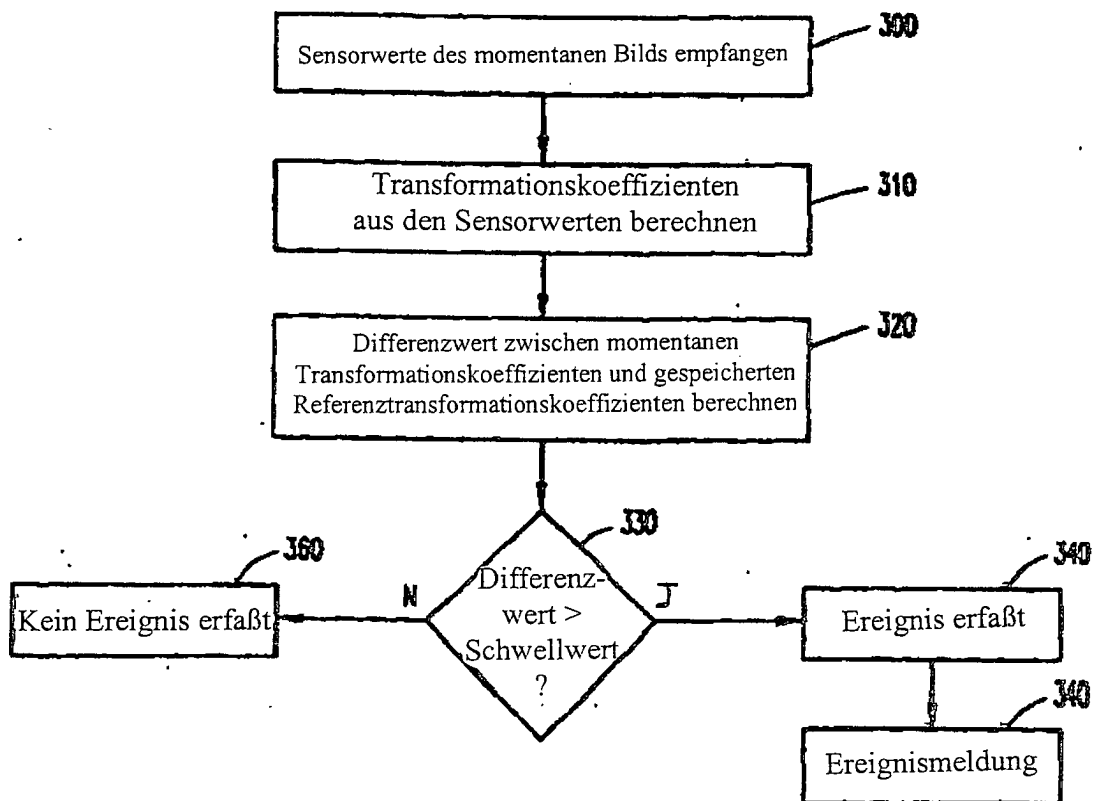 300
Sensorwerte des momentanen Bilds empfangen
310
Transformationskoeffizienten
aus den Sensorwerten berechnen
320
Differenzwert zwischen momentanen
Transformationskoeffizienten und gespeicherten
Referenztransformationskoeffizienten berechnen
330
Differenz-
wert >
Schwellwert
?
N
J
360
Kein Ereignis erfaßt
340
Ereignis erfaßt
340
Ereignismeldung